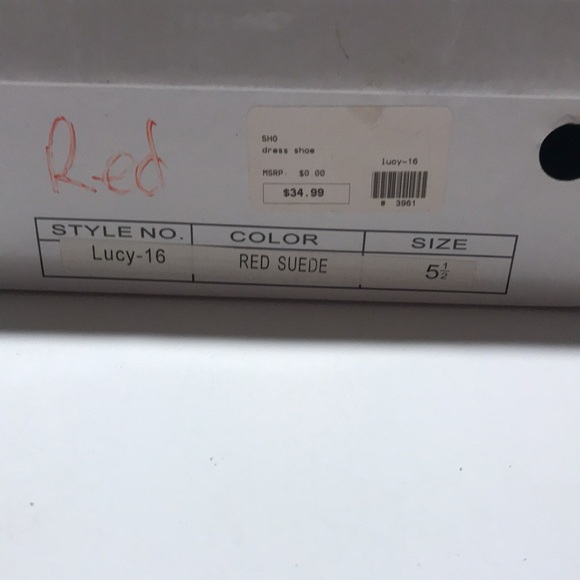 Red
SHO
dress shoe
lucy-16
MSRP. $0.00
$34.99
# 3961
STYLE NO. COLOR SIZE
Lucy-16 RED SUEDE 5½